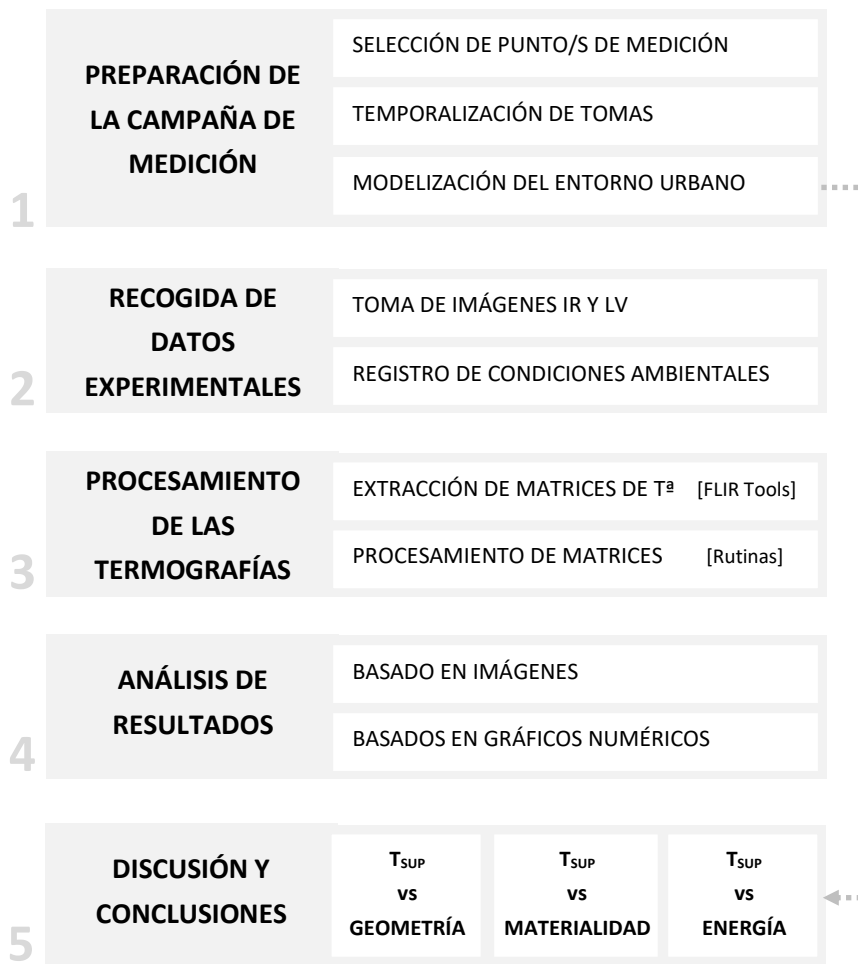 PREPARACIÓN DE
LA CAMPAÑA DE
MEDICIÓN
SELECCIÓN DE PUNTO/S DE MEDICIÓN
TEMPORALIZACIÓN DE TOMAS
MODELIZACIÓN DEL ENTORNO URBANO
1
RECOGIDA DE
DATOS
EXPERIMENTALES
TOMA DE IMÁGENES IR Y LV
REGISTRO DE CONDICIONES AMBIENTALES
2
PROCESAMIENTO
DE LAS
TERMOGRAFÍAS
EXTRACCIÓN DE MATRICES DE Tª [FLIR Tools]
PROCESAMIENTO DE MATRICES [Rutinas]
3
ANÁLISIS DE
RESULTADOS
BASADO EN IMÁGENES
BASADOS EN GRÁFICOS NUMÉRICOS
4
DISCUSIÓN Y
CONCLUSIONES
TSUP
vs
GEOMETRÍA
TSUP
vs
MATERIALIDAD
TSUP
vs
ENERGÍA
5